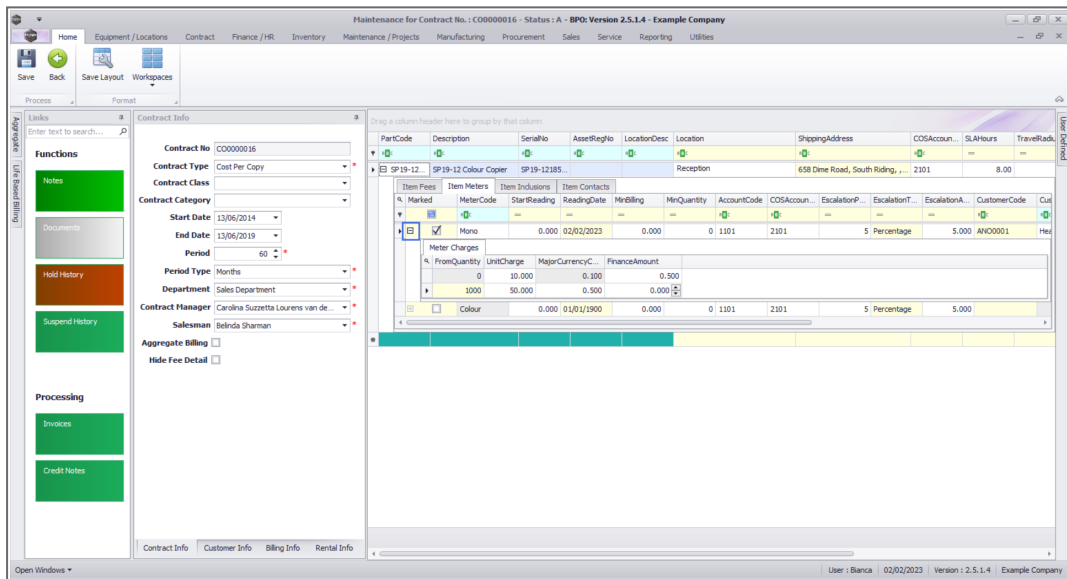 Maintenance for Contract No. : CO0000016 - Status : A - BPO: Version 2.5.1.4 - Example Company
Home Equipment / Locations Contract Finance / HR Inventory Maintenance / Projects Manufacturing Procurement Sales Service Reporting Utilities
Save Back Save Layout Workspaces
Process Format
Aggregate
Life Based Billing
Links
Enter text to search...
Functions
Notes
Documents
Hold History
Suspend History
Processing
Invoices
Credit Notes
Contract Info
Contract No CO0000016
Contract Type Cost Per Copy *
Contract Class
Contract Category
Start Date 13/06/2014
End Date 13/06/2019
Period 60 *
Period Type Months *
Department Sales Department *
Contract Manager Carolina Suzzetta Lourens van de... *
Salesman Belinda Sharman *
Aggregate Billing
Hide Fee Detail
Contract Info Customer Info Billing Info Rental Info
Drag a column header here to group by that column
PartCode Description SerialNo AssetRegNo LocationDesc Location ShippingAddress COSAccoun... SLAHours TravelRadiu
SP19-12... SP19-12 Colour Copier SP19-12185... Reception 658 Dime Road, South Riding, , ... 2101 8.00
Item Fees Item Meters Item Inclusions Item Contacts
Marked MeterCode StartReading ReadingDate MinBilling MinQuantity AccountCode COSAccoun... EscalationP... EscalationT... EscalationA... CustomerCode Cus
Mono 0.000 02/02/2023 0.000 0 1101 2101 5 Percentage 5.000 ANO0001 Hea
Meter Charges
FromQuantity UnitCharge MajorCurrencyC... FinanceAmount
0 10.000 0.100 0.500
1000 50.000 0.500 0.000
Colour 0.000 01/01/1900 0.000 0 1101 2101 5 Percentage 5.000
User Defined
Open Windows
User : Bianca 02/02/2023 Version : 2.5.1.4 Example Company